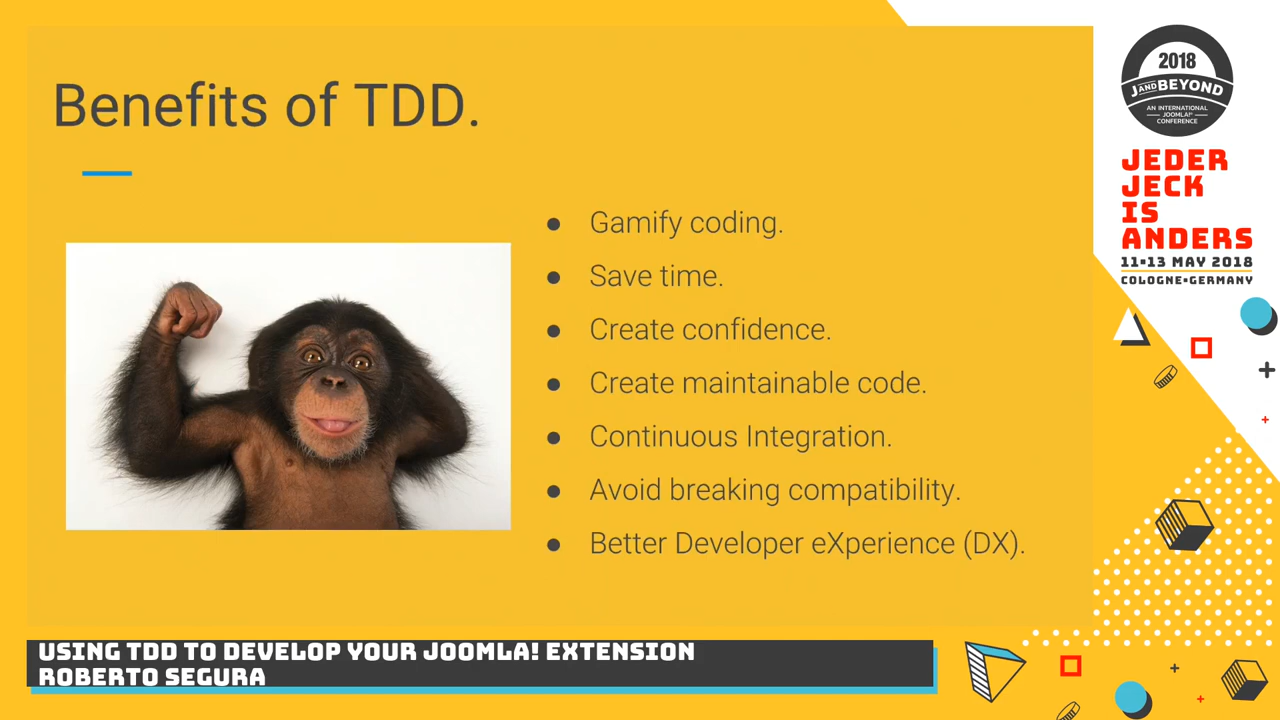 Benefits of TDD.
● Gamify coding.
● Save time.
● Create confidence.
● Create maintainable code.
● Continuous Integration.
● Avoid breaking compatibility.
● Better Developer eXperience (DX).
2018
J AND BEYOND
AN INTERNATIONAL
JOOMLA!®
CONFERENCE
JEDER
JECK
IS
ANDERS
11▪13 MAY 2018
COLOGNE▪GERMANY
USING TDD TO DEVELOP YOUR JOOMLA! EXTENSION
ROBERTO SEGURA